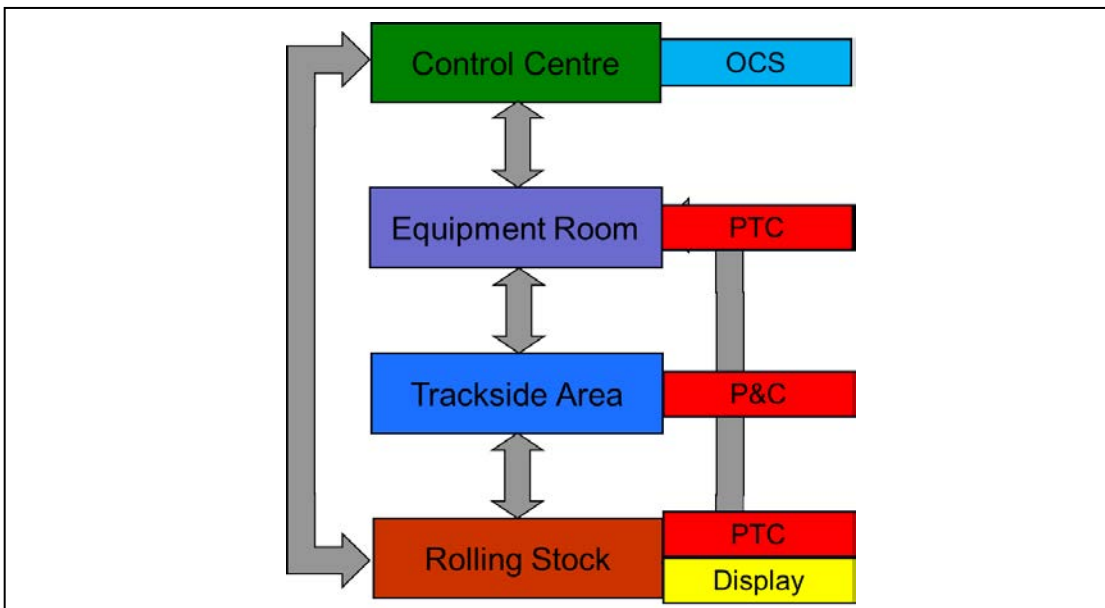 Control Centre
OCS
Equipment Room
PTC
Trackside Area
P&C
Rolling Stock
PTC
Display